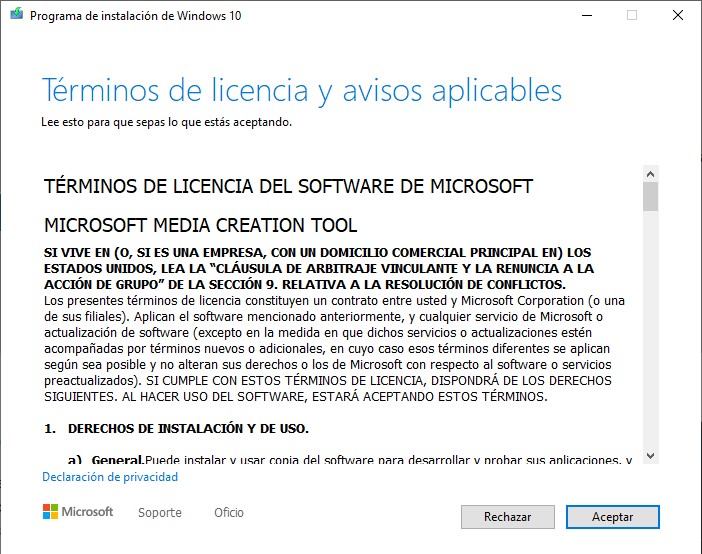 Programa de instalación de Windows 10
Términos de licencia y avisos aplicables
Lee esto para que sepas lo que estás aceptando.
TÉRMINOS DE LICENCIA DEL SOFTWARE DE MICROSOFT
MICROSOFT MEDIA CREATION TOOL
SI VIVE EN (O, SI ES UNA EMPRESA, CON UN DOMICILIO COMERCIAL PRINCIPAL EN) LOS
ESTADOS UNIDOS, LEA LA “CLÁUSULA DE ARBITRAJE VINCULANTE Y LA RENUNCIA A LA
ACCIÓN DE GRUPO” DE LA SECCIÓN 9. RELATIVA A LA RESOLUCIÓN DE CONFLICTOS.
Los presentes términos de licencia constituyen un contrato entre usted y Microsoft Corporation (o una
de sus filiales). Aplican el software mencionado anteriormente, y cualquier servicio de Microsoft o
actualización de software (excepto en la medida en que dichos servicios o actualizaciones estén
acompañadas por términos nuevos o adicionales, en cuyo caso esos términos diferentes se aplican
según sea posible y no alteran sus derechos o los de Microsoft con respecto al software o servicios
preactualizados). SI CUMPLE CON ESTOS TÉRMINOS DE LICENCIA, DISPONDRÁ DE LOS DERECHOS
SIGUIENTES. AL HACER USO DEL SOFTWARE, ESTARÁ ACEPTANDO ESTOS TÉRMINOS.
1. DERECHOS DE INSTALACIÓN Y DE USO.
a) General.Puede instalar y usar copia del software para desarrollar y probar sus aplicaciones, y
Declaración de privacidad
Microsoft Soporte Oficio
Rechazar Aceptar